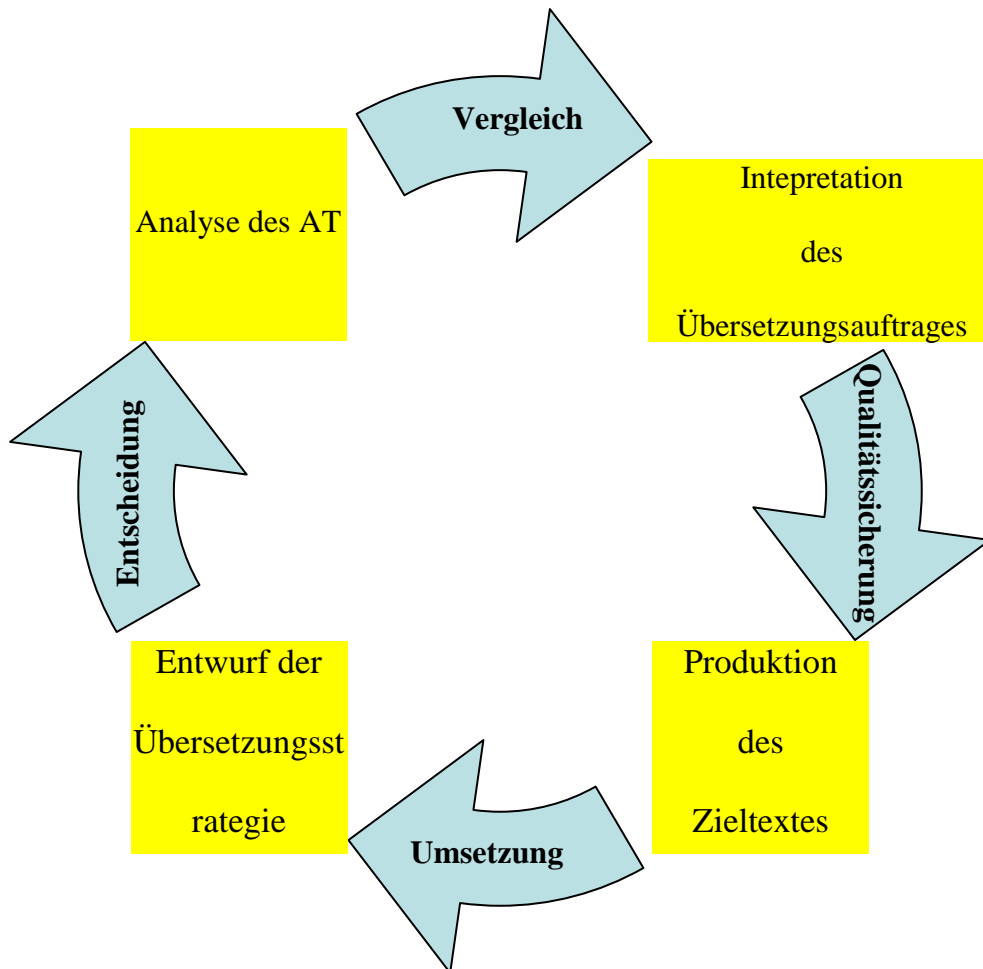 Vergleich
Analyse des AT
Intepretation
des
Übersetzungsauftrages
Qualitätssicherung
Entscheidung
Entwurf der
Übersetzungsst
rategie
Produktion
des
Zieltextes
Umsetzung